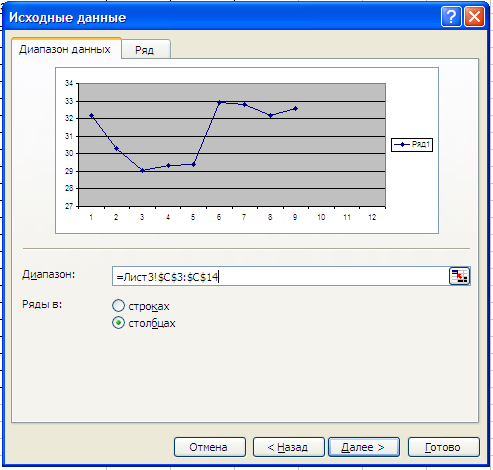 Исходные данные
Диапазон данных Ряд
34
33
32
31
30
29
28
27
Ряд1
1 2 3 4 5 6 7 8 9 10 11 12
Диапазон: =Лист3!$C$3:$C$14
Ряды в: строках
столбцах
Отмена < Назад Далее > Готово